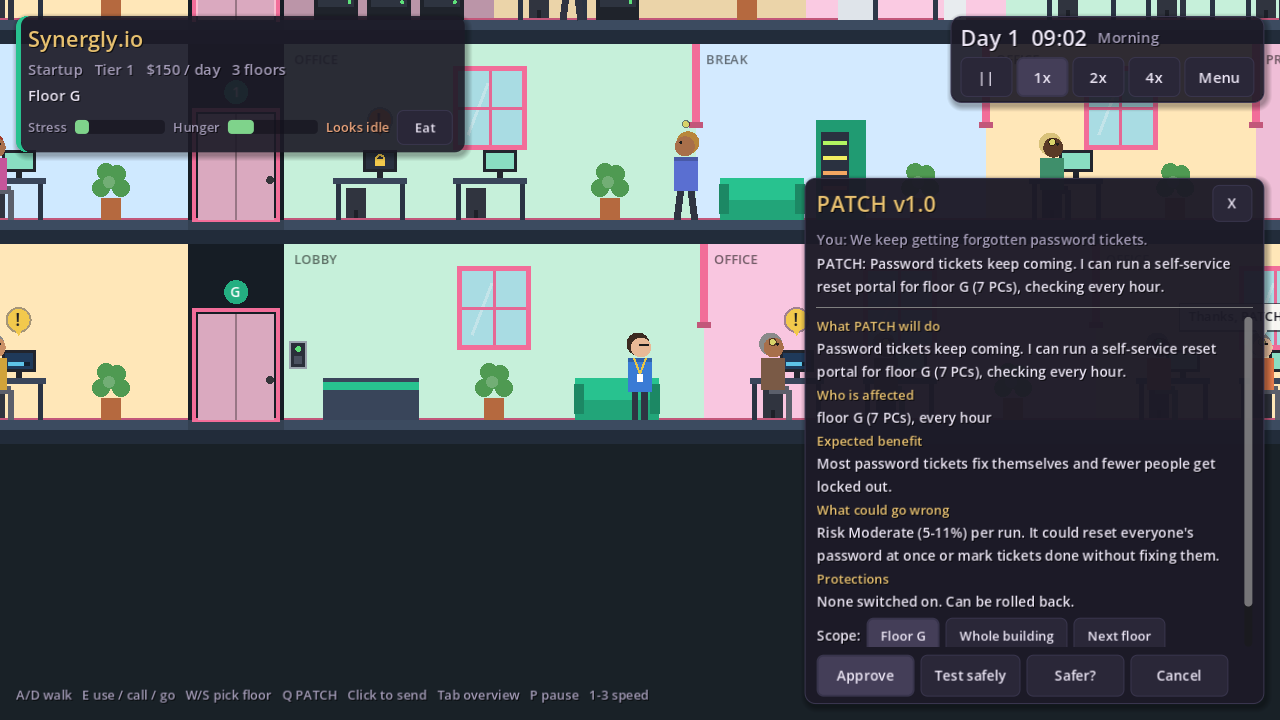 Synergly.io
Startup Tier 1 $150 / day 3 floors
Floor G
Stress Hunger Looks idle Eat
OFFICE
BREAK
Day 1 09:02 Morning
|| 1x 2x 4x Menu
PR
LOBBY
G
OFFICE
!
!
PATCH v1.0 X
You: We keep getting forgotten password tickets.
PATCH: Password tickets keep coming. I can run a self-service
reset portal for floor G (7 PCs), checking every hour.
What PATCH will do
Password tickets keep coming. I can run a self-service reset
portal for floor G (7 PCs), checking every hour.
Who is affected
floor G (7 PCs), every hour
Expected benefit
Most password tickets fix themselves and fewer people get
locked out.
What could go wrong
Risk Moderate (5-11%) per run. It could reset everyone's
password at once or mark tickets done without fixing them.
Protections
None switched on. Can be rolled back.
Scope: Floor G Whole building Next floor
Approve Test safely Safer? Cancel
Thanks, PATCH
A/D walk E use / call / go W/S pick floor Q PATCH Click to send Tab overview P pause 1-3 speed